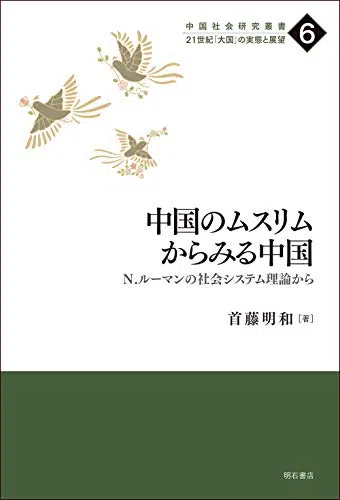 中国社会研究叢書
21世紀「大国」の実態と展望
6
中国のムスリム
からみる中国
N.ルーマンの社会システム理論から
首藤明和[著]
明石書店